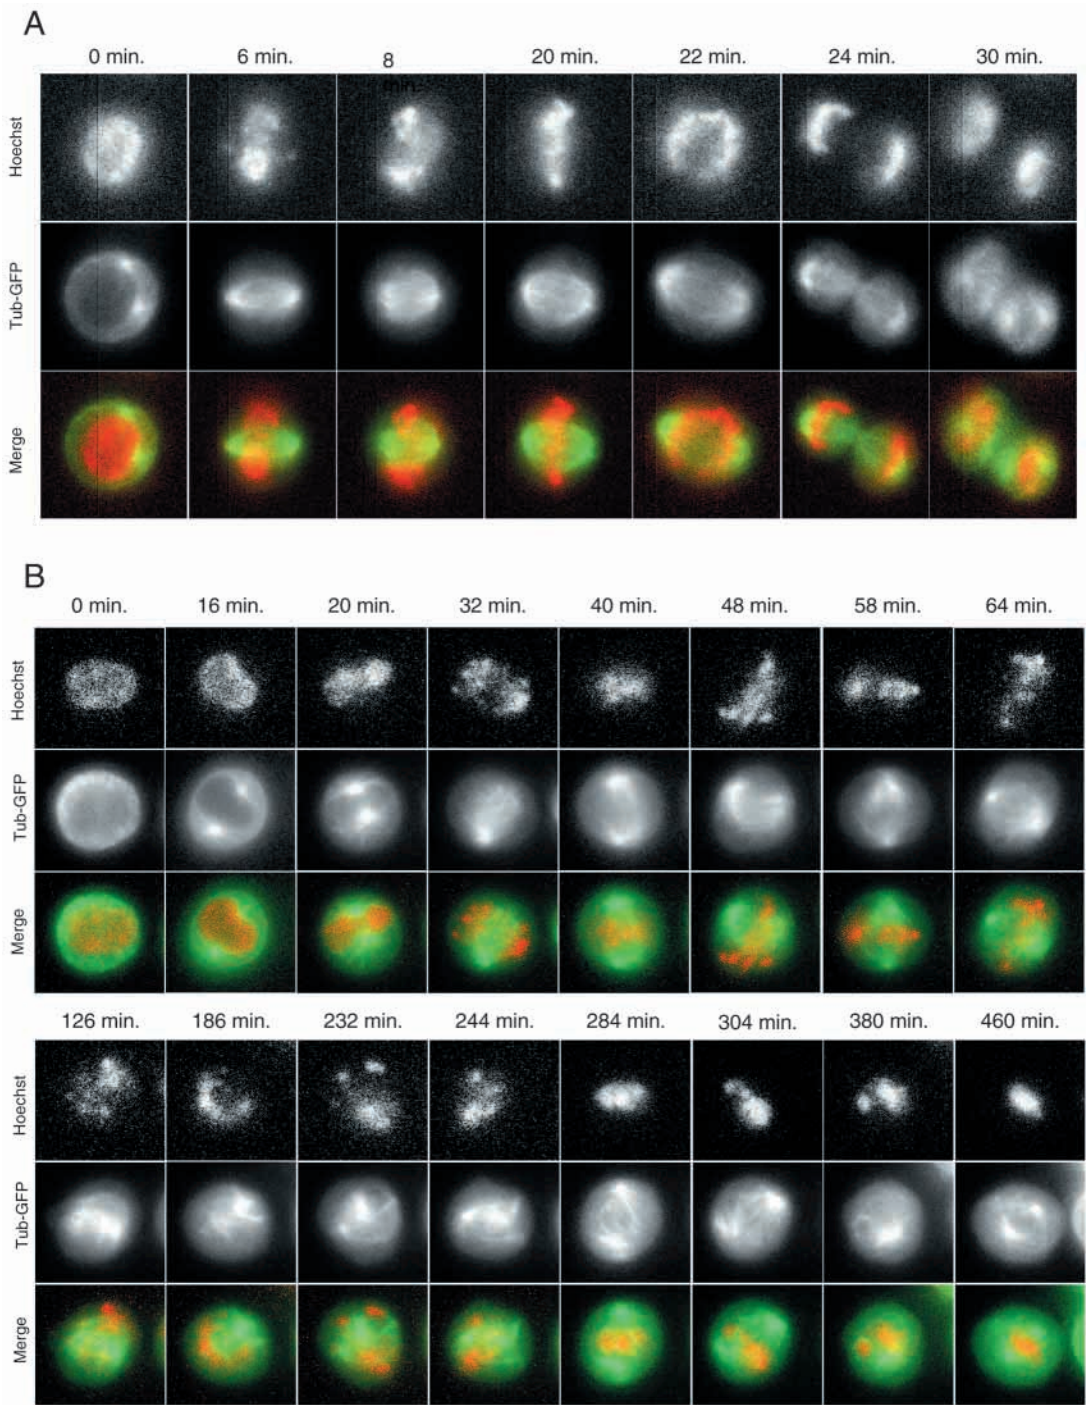 A
0 min. 6 min. 8 min. 20 min. 22 min. 24 min. 30 min.
Hoechst
Tub-GFP
Merge
B
0 min. 16 min. 20 min. 32 min. 40 min. 48 min. 58 min. 64 min.
Hoechst
Tub-GFP
Merge
126 min. 186 min. 232 min. 244 min. 284 min. 304 min. 380 min. 460 min.
Hoechst
Tub-GFP
Merge